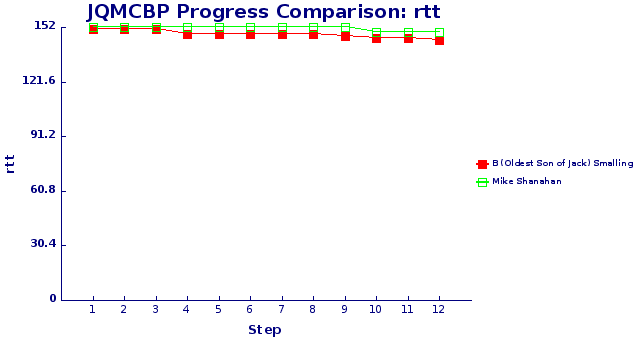 JQMCBP Progress Comparison: rtt
152
121.6
91.2
60.8
30.4
0
rtt
1 2 3 4 5 6 7 8 9 10 11 12
Step
B (Oldest Son of Jack) Smalling
Mike Shanahan